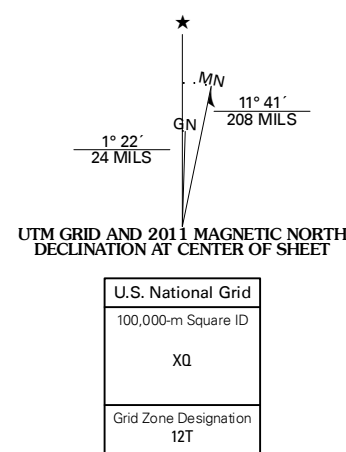 ★
MN
GN
11° 41´
208 MILS
1° 22´
24 MILS
UTM GRID AND 2011 MAGNETIC NORTH
DECLINATION AT CENTER OF SHEET
U.S. National Grid
100,000-m Square ID
XQ
Grid Zone Designation
12T